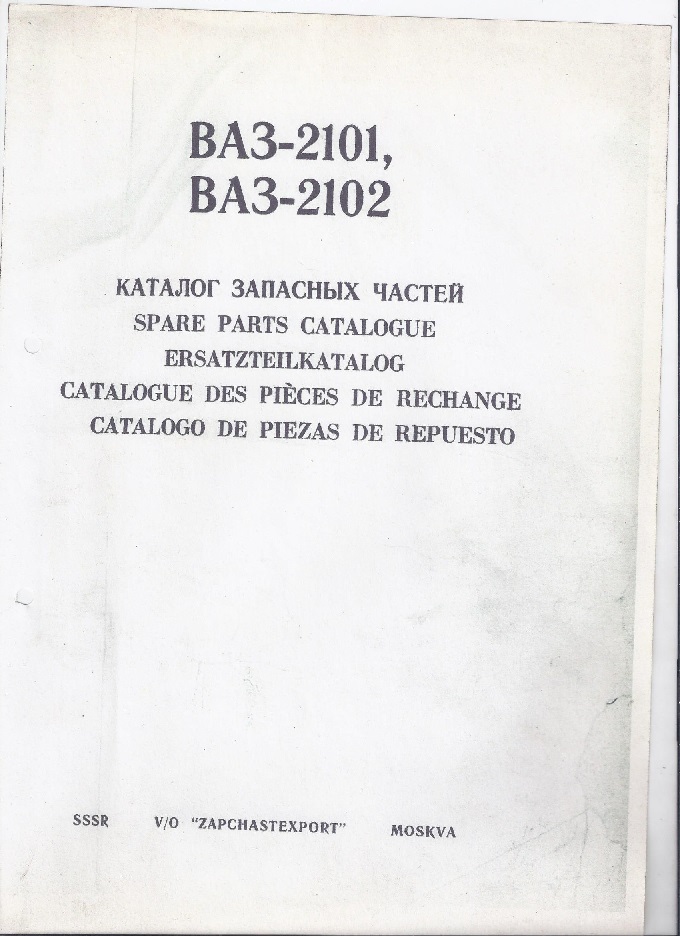 ВАЗ-2101,
ВАЗ-2102
КАТАЛОГ ЗАПАСНЫХ ЧАСТЕЙ
SPARE PARTS CATALOGUE
ERSATZTEILKATALOG
CATALOGUE DES PIÈCES DE RECHANGE
CATALOGO DE PIEZAS DE REPUESTO
SSSR V/O "ZAPCHASTEXPORT" MOSKVA